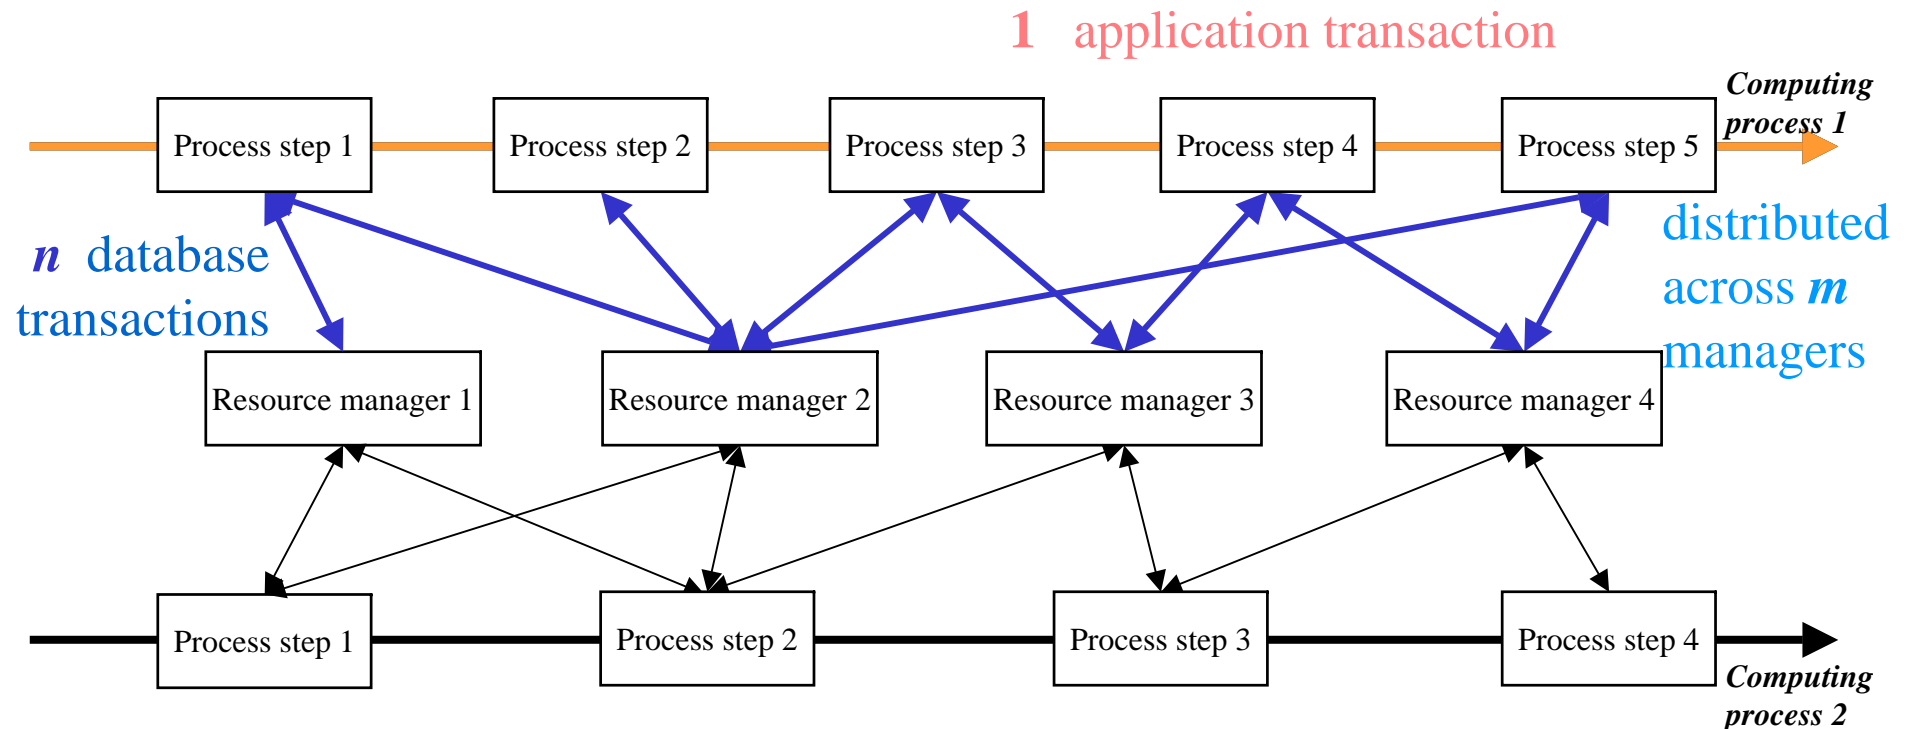 1 application transaction
Computing
process 1
Process step 1
Process step 2
Process step 3
Process step 4
Process step 5
n database
transactions
distributed
across m
managers
Resource manager 1
Resource manager 2
Resource manager 3
Resource manager 4
Process step 1
Process step 2
Process step 3
Process step 4
Computing
process 2